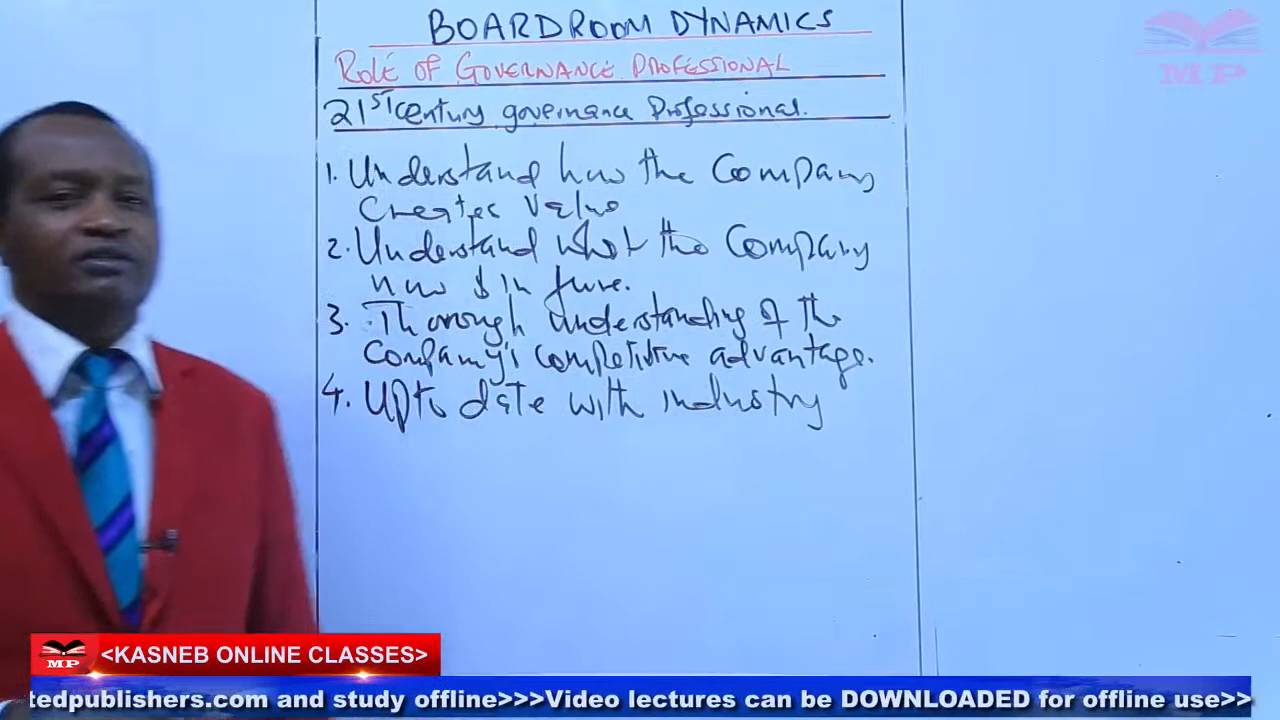 BOARDROOM DYNAMICS
ROLE OF GOVERNANCE PROFESSIONAL
21ST century governance Professional.
1. Understand how the Company
Creates Value
2. Understand what the Company
now & in
3. Thorough understanding of the
Company's competitive advantage.
4. Upto date with industry
MP
MP
<KASNEB ONLINE CLASSES>
tedpublishers.com and study offline>>>Video lectures can be DOWNLOADED for offline use>>